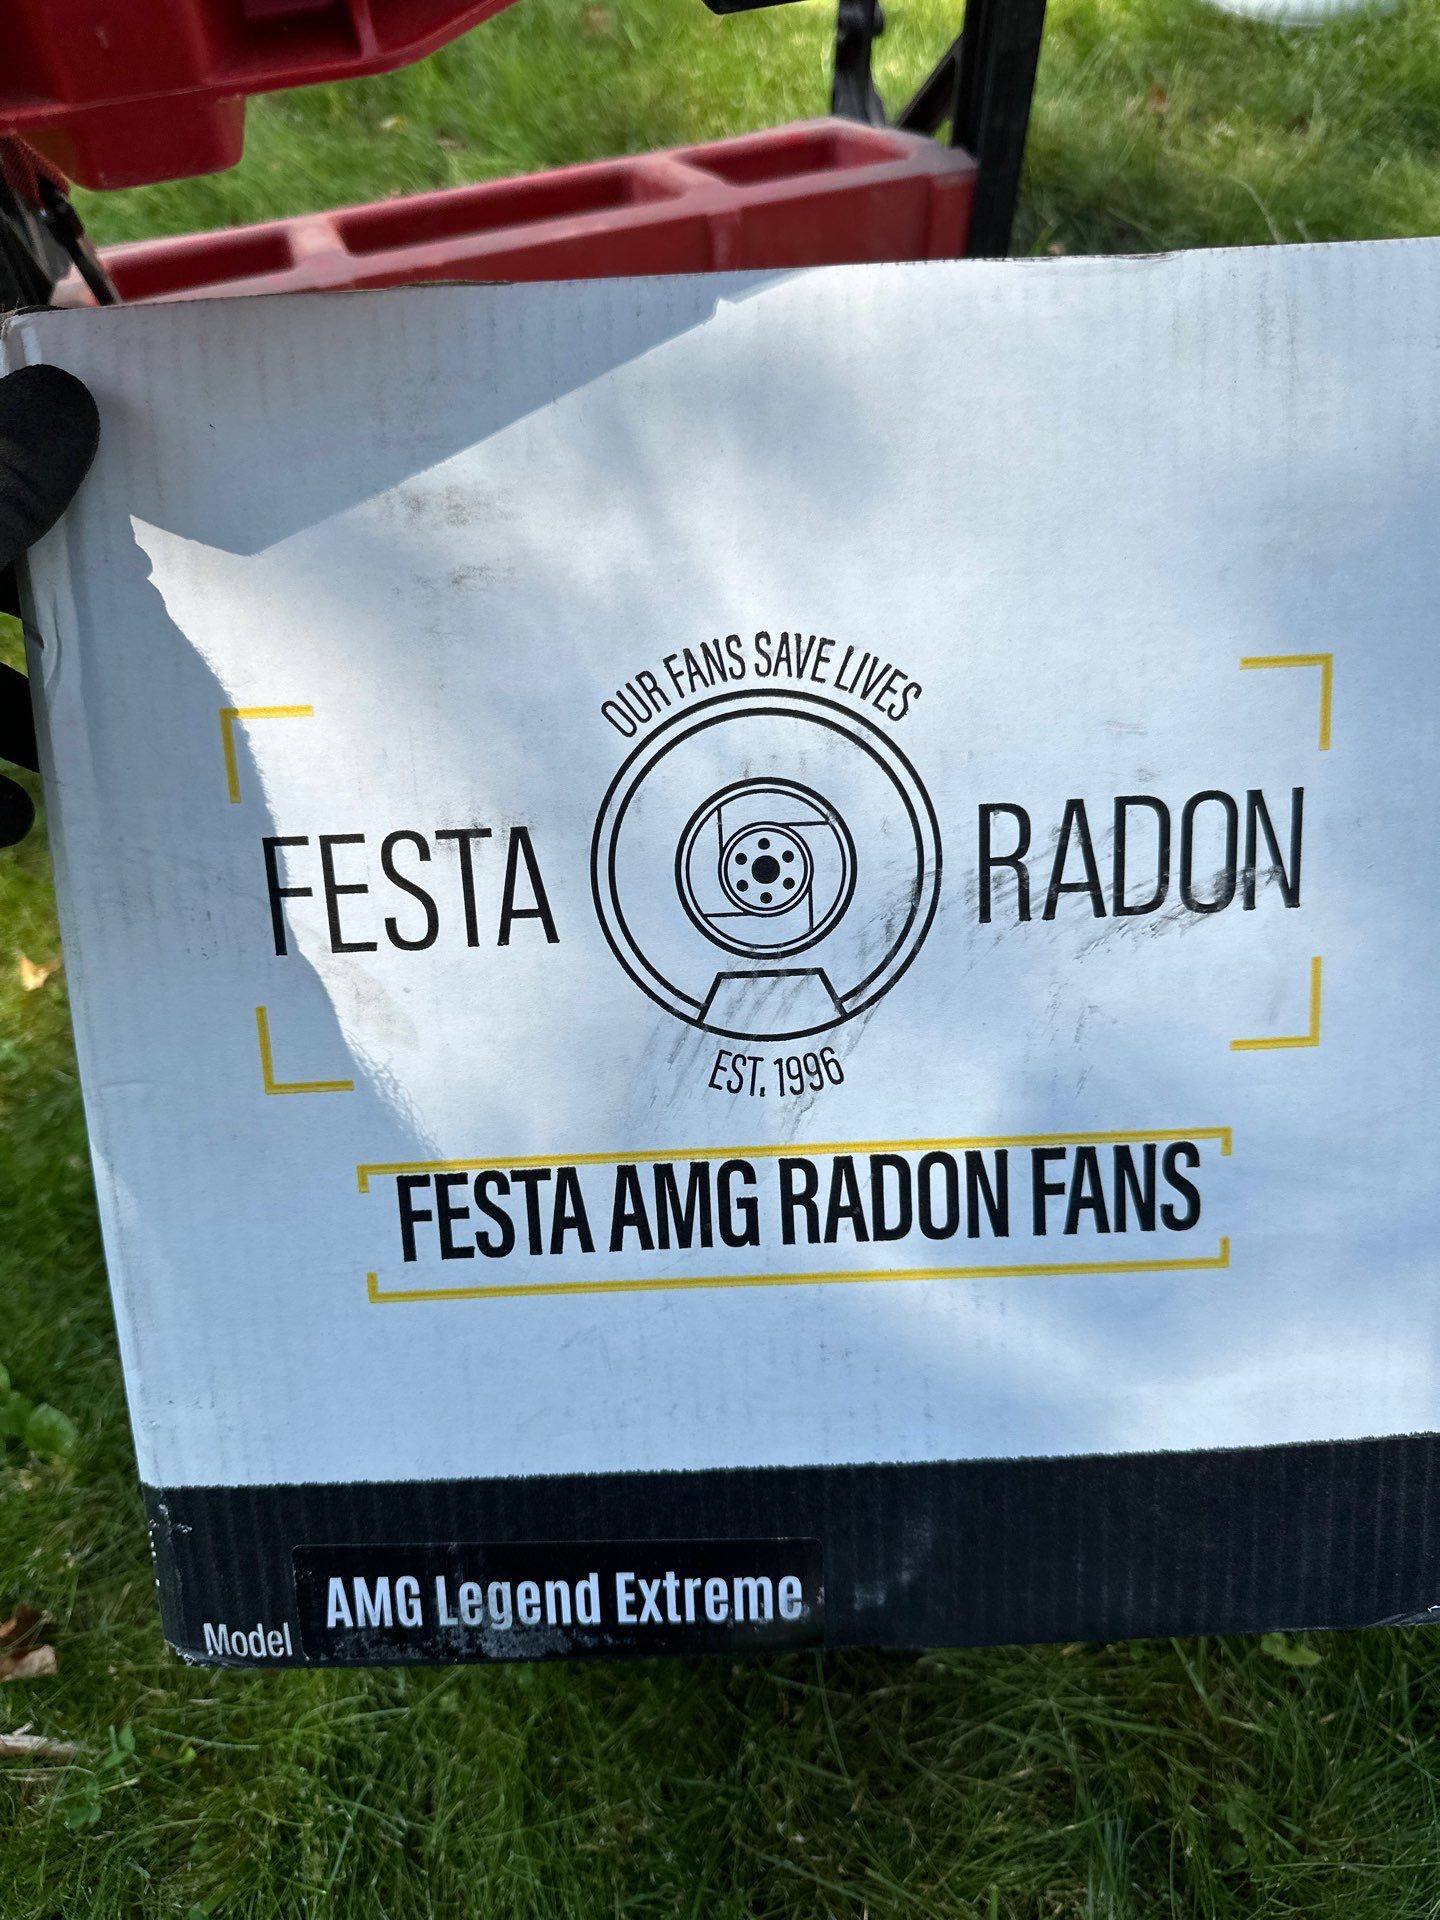 OUR FANS SAVE LIVES
FESTA RADON
EST. 1996
FESTA AMG RADON FANS
Model AMG Legend Extreme